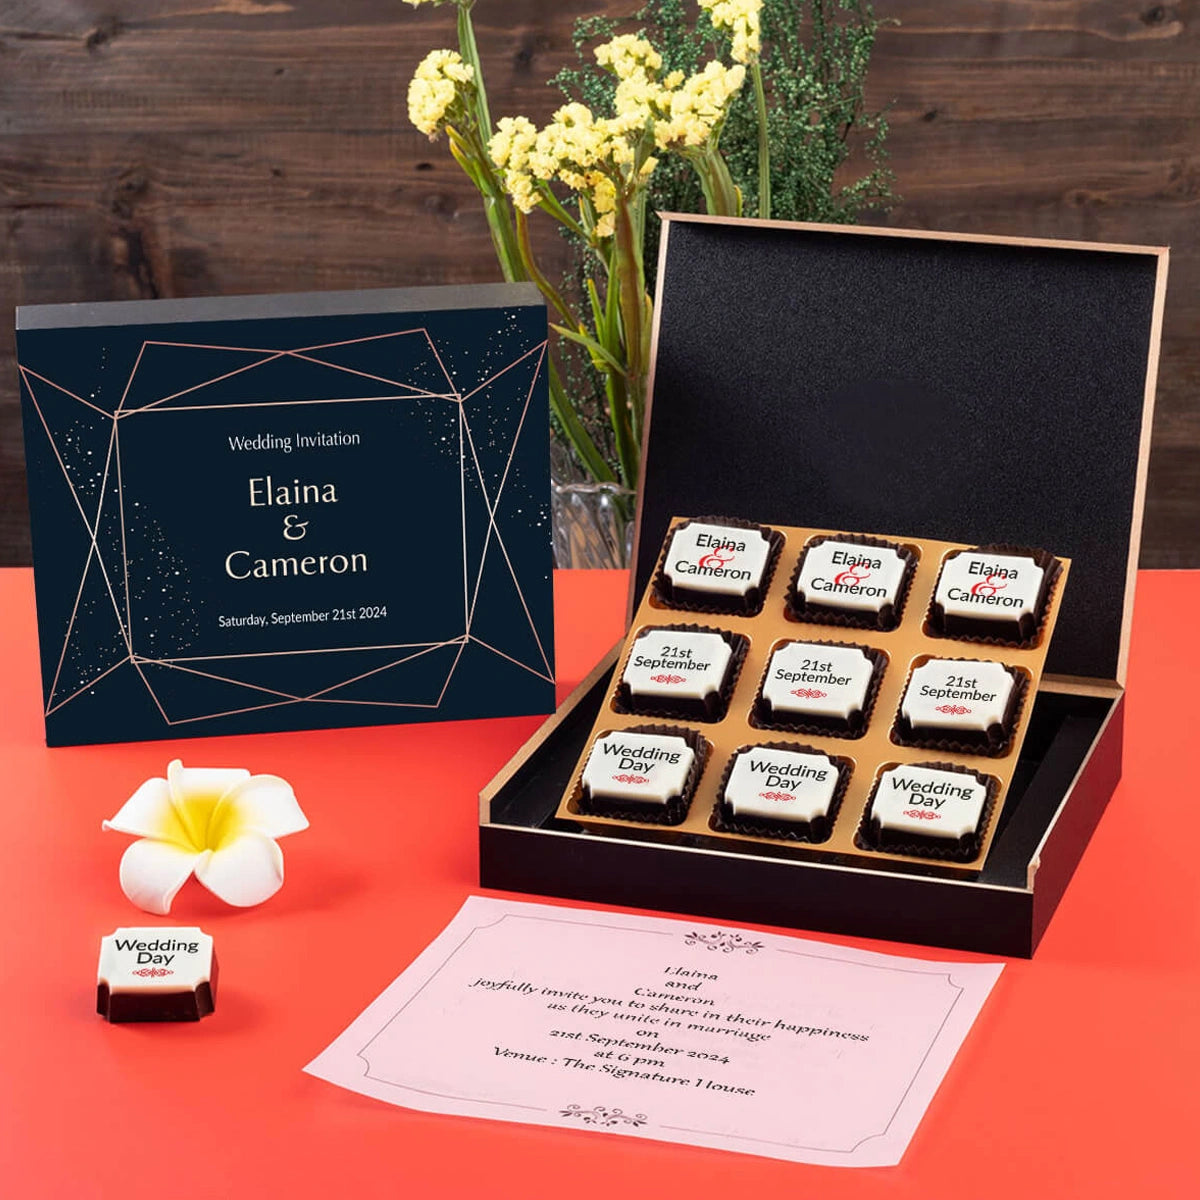 Wedding Invitation
Elaina
&
Cameron
Saturday, September 21st 2024
Elaina
&
Cameron
Elaina
&
Cameron
Elaina
&
Cameron
21st
September
21st
September
21st
September
Wedding
Day
Wedding
Day
Wedding
Day
Wedding
Day
Elaina
and
Cameron
joyfully invite you to share in their happiness
as they unite in marriage
on
21st September 2024
at 6 pm
Venue : The Signature House